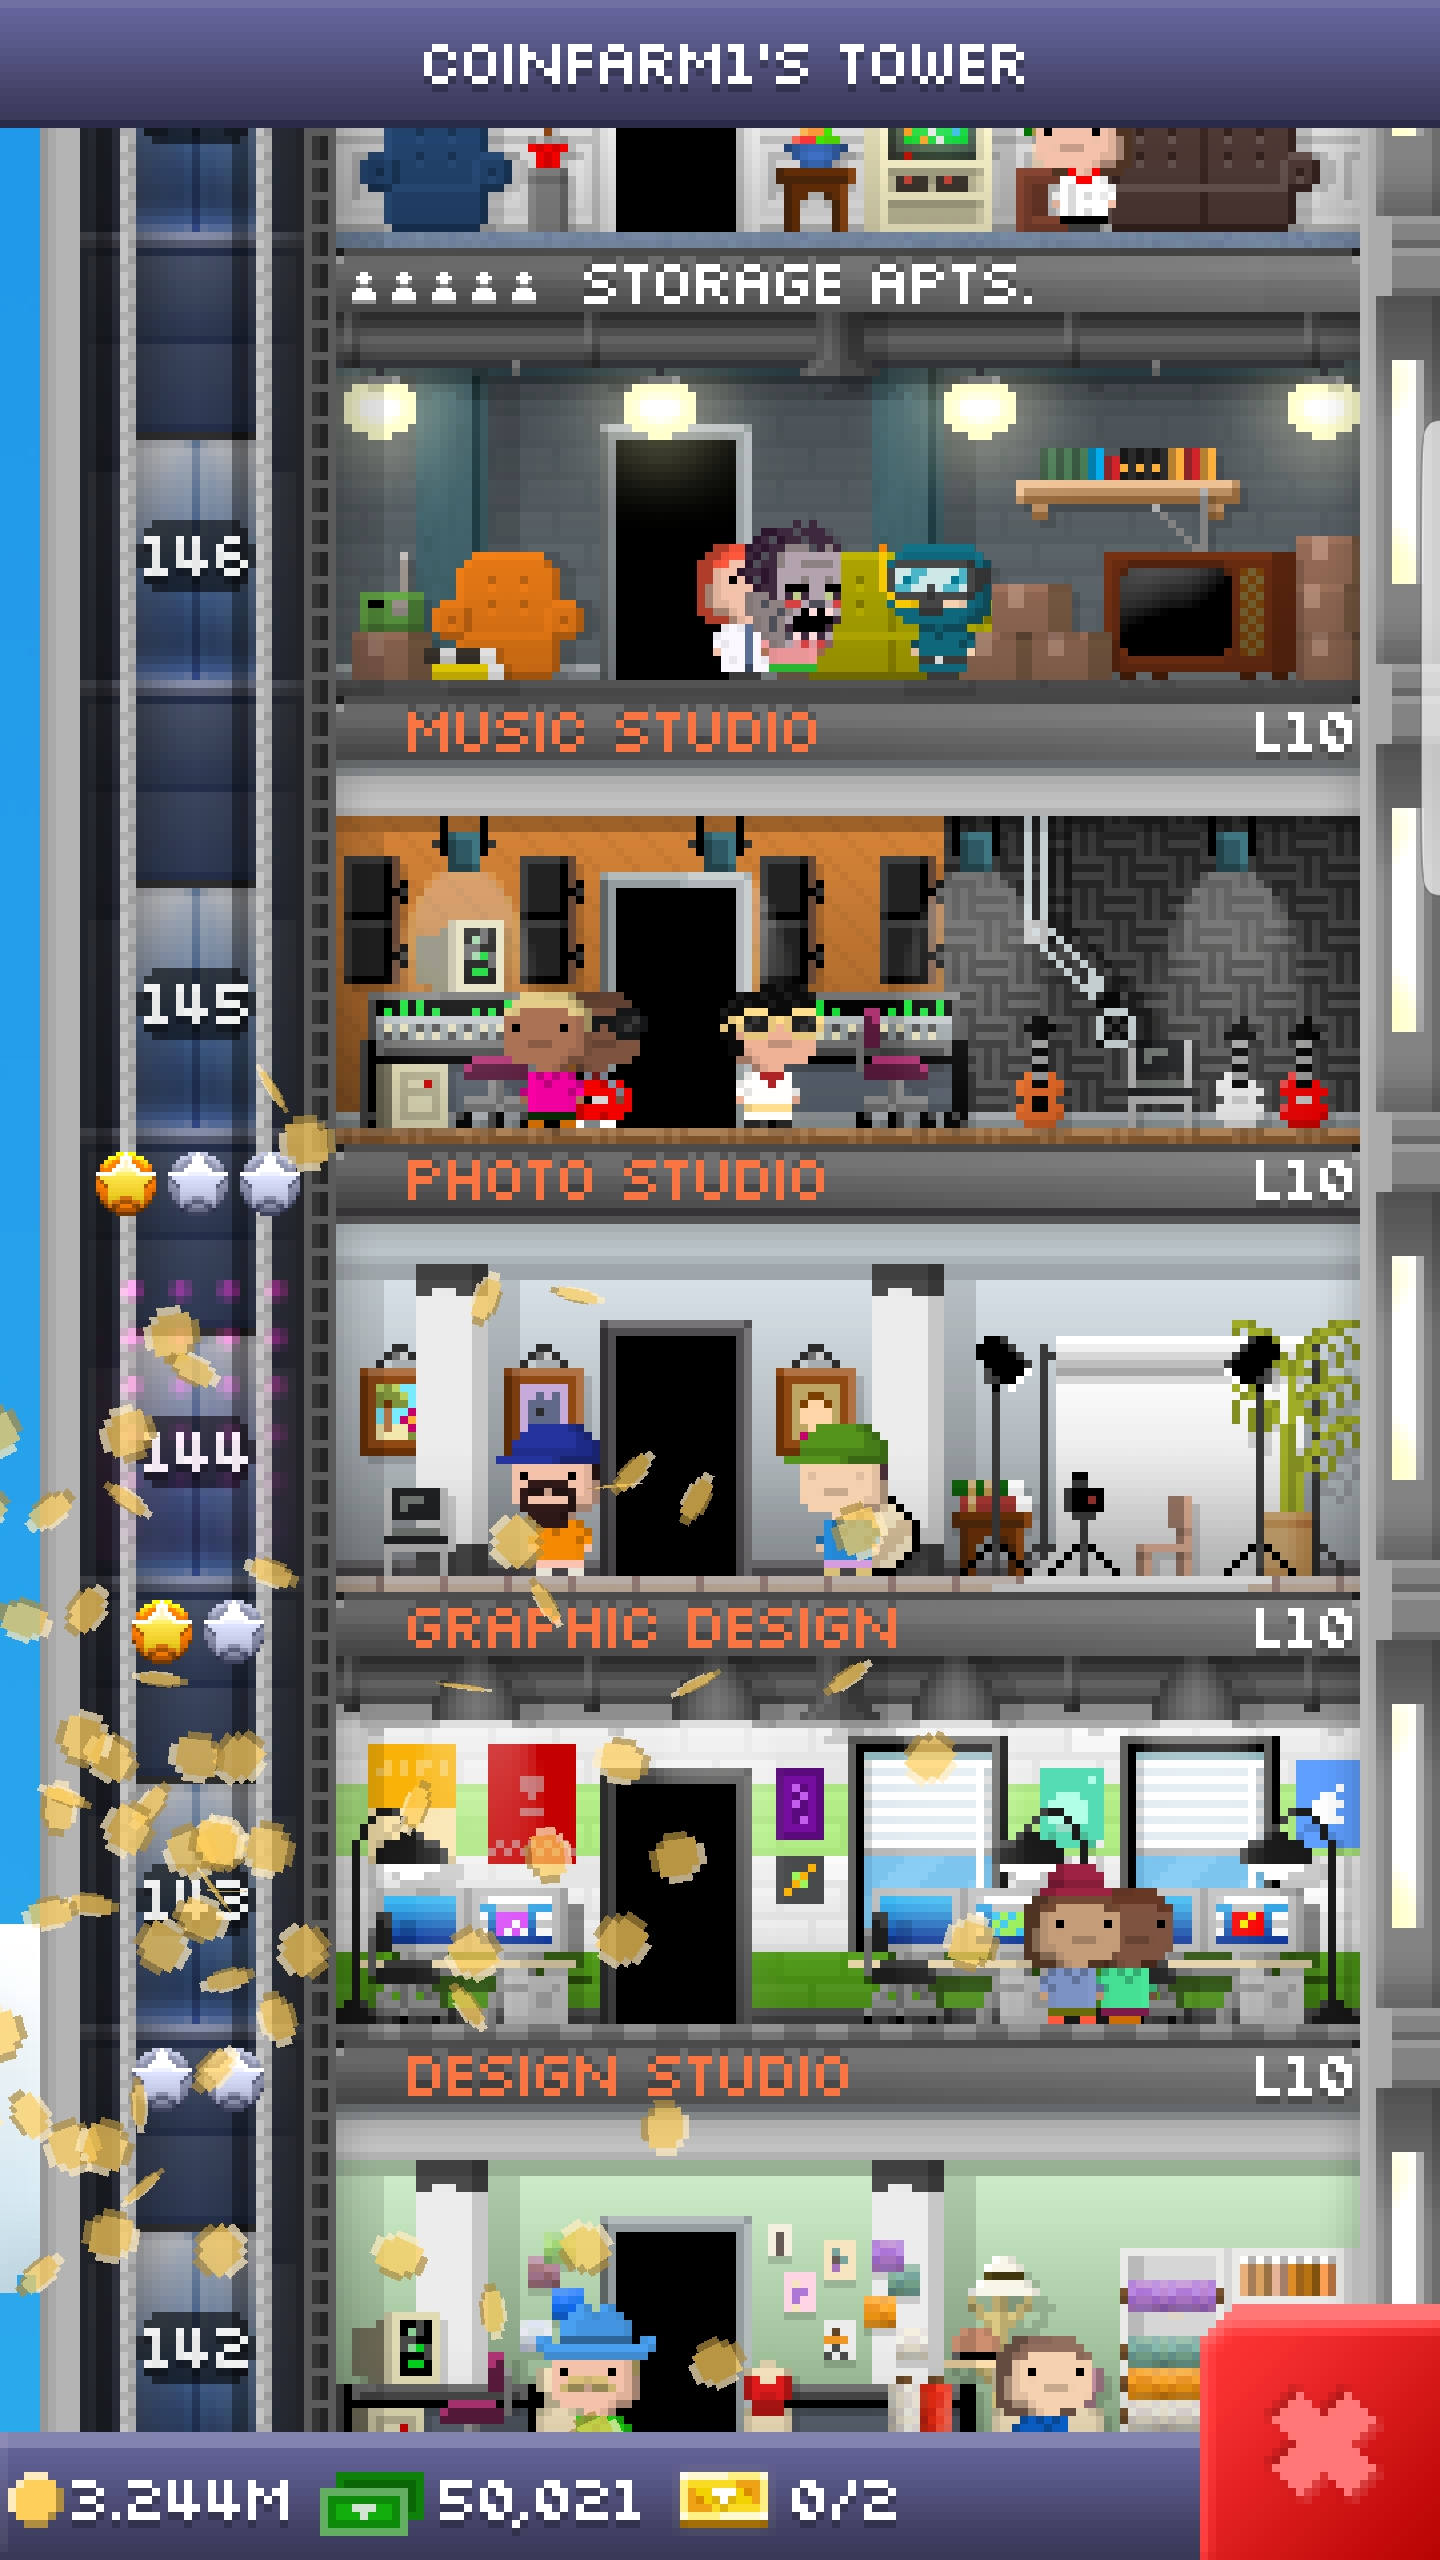 COINFARM1'S TOWER
STORAGE APTS.
146
MUSIC STUDIO L10
145
PHOTO STUDIO L10
144
GRAPHIC DESIGN L10
143
DESIGN STUDIO L10
142
3.244M 50,021 0/2